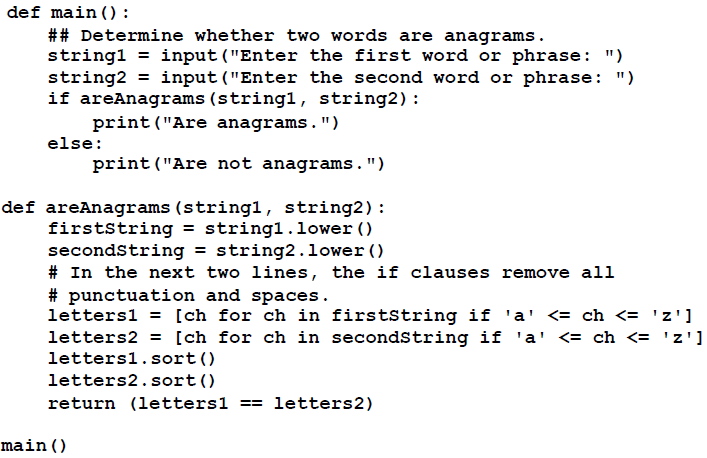 def main():
    ## Determine whether two words are anagrams.
    string1 = input("Enter the first word or phrase: ")
    string2 = input("Enter the second word or phrase: ")
    if areAnagrams(string1, string2):
        print("Are anagrams.")
    else:
        print("Are not anagrams.")

def areAnagrams(string1, string2):
    firstString = string1.lower()
    secondString = string2.lower()
    # In the next two lines, the if clauses remove all
    # punctuation and spaces.
    letters1 = [ch for ch in firstString if 'a' <= ch <= 'z']
    letters2 = [ch for ch in secondString if 'a' <= ch <= 'z']
    letters1.sort()
    letters2.sort()
    return (letters1 == letters2)

main()